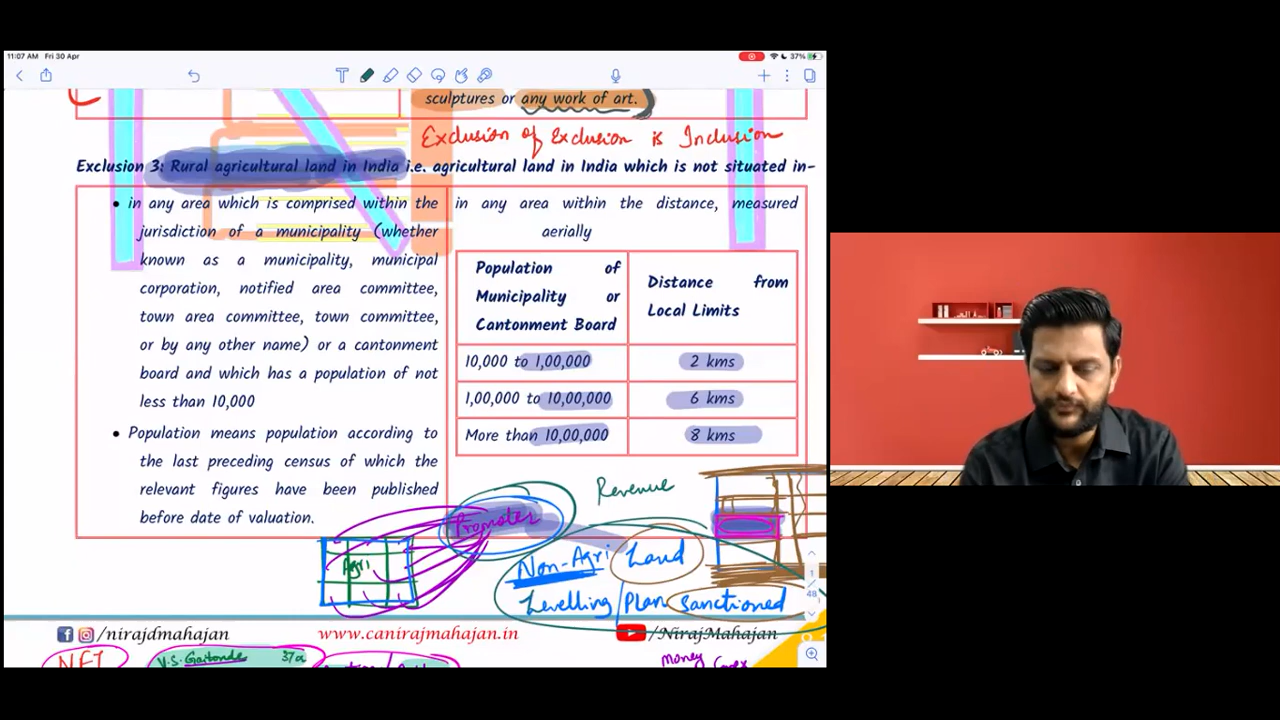 11:07 AM Fri 30 Apr
37%
sculptures or any work of art.
Exclusion of Exclusion is Inclusion
Exclusion 3: Rural agricultural land in India i.e. agricultural land in India which is not situated in-
• in any area which is comprised within the
jurisdiction of a municipality (whether
known as a municipality, municipal
corporation, notified area committee,
town area committee, town committee,
or by any other name) or a cantonment
board and which has a population of not
less than 10,000
• Population means population according to
the last preceding census of which the
relevant figures have been published
before date of valuation.
in any area within the distance, measured
aerially
Population of
Municipality or
Cantonment Board
Distance from
Local Limits
10,000 to 1,00,000
2 kms
1,00,000 to 10,00,000
6 kms
More than 10,00,000
8 kms
Revenue
Promoter
Agri
Non-Agri Land
Levelling Plan Sanctioned
1
48
/nirajdmahajan
www.canirajmahajan.in
/NirajMahajan
NFT
V.S. Gaitonde
37a
money